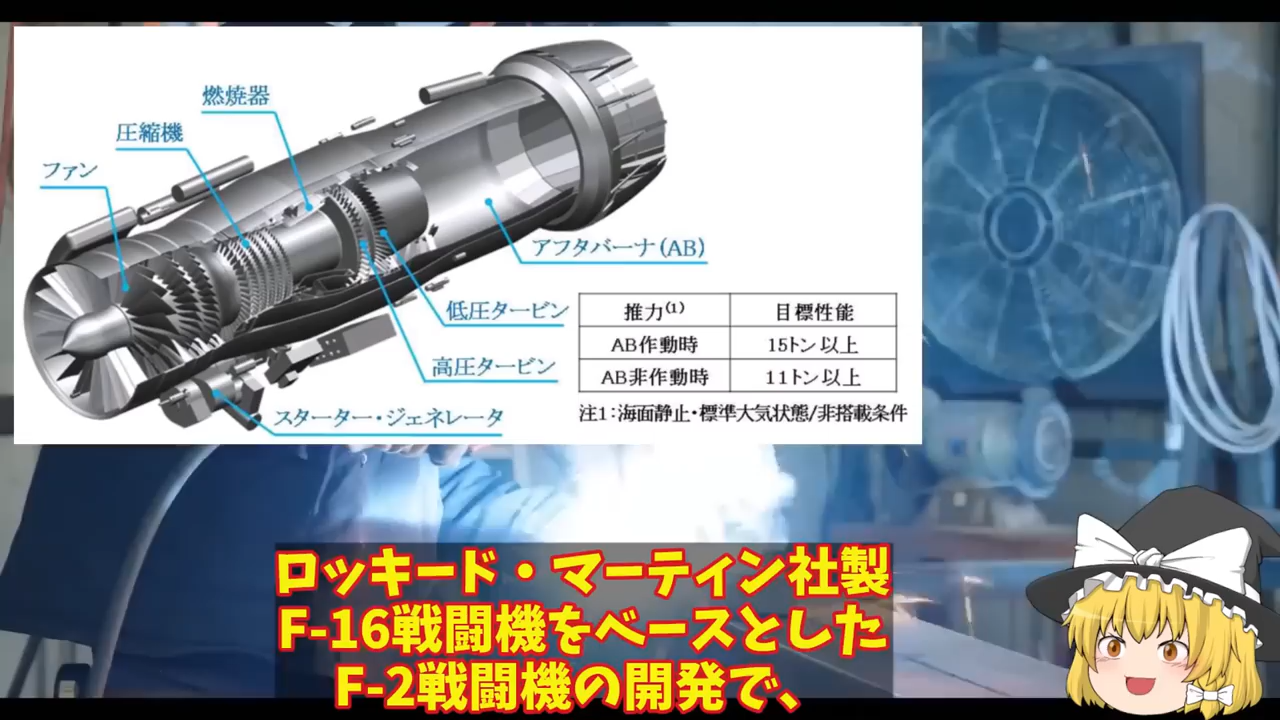 燃焼器
圧縮機
ファン
アフタバーナ(AB)
低圧タービン
高圧タービン
スターター・ジェネレータ
推力(1) 目標性能
AB作動時 15トン以上
AB非作動時 11トン以上
注1:海面静止・標準大気状態/非搭載条件
ロッキード・マーティン社製
F-16戦闘機をベースとした
F-2戦闘機の開発で、